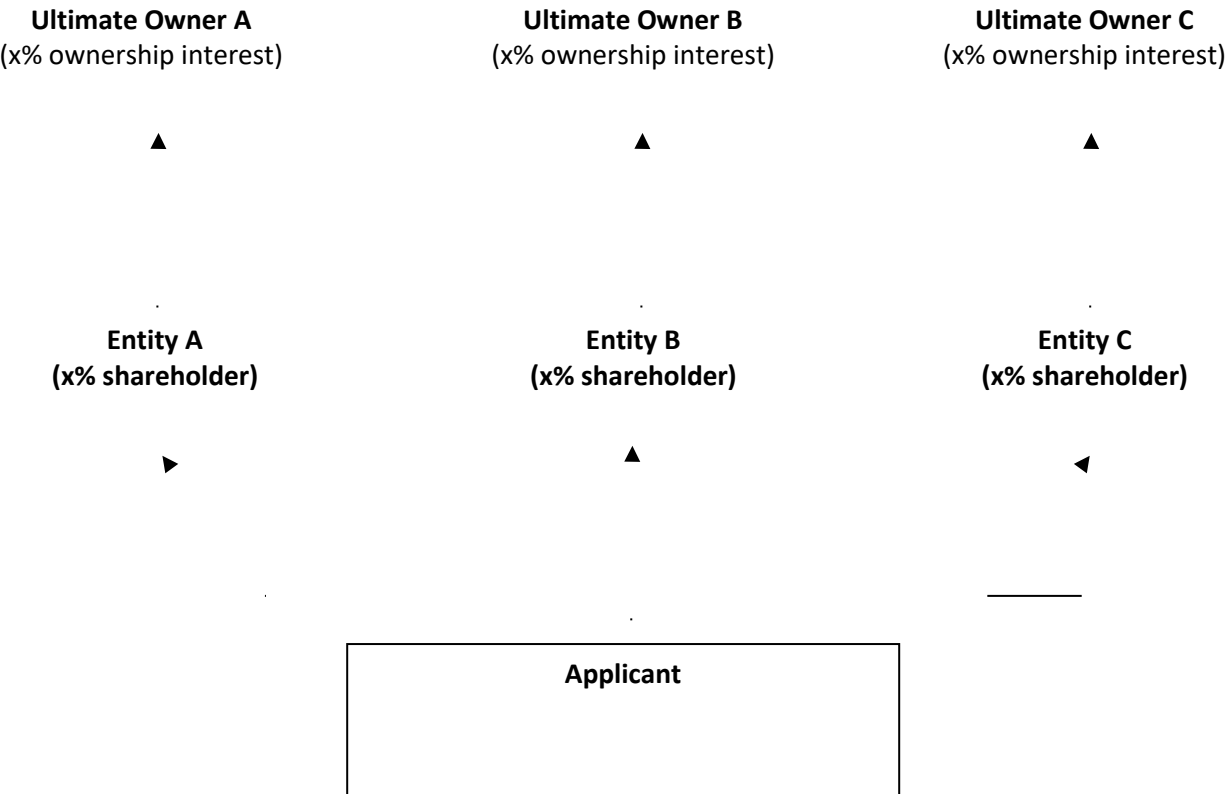 Ultimate Owner A
(x% ownership interest)
Ultimate Owner B
(x% ownership interest)
Ultimate Owner C
(x% ownership interest)
Entity A
(x% shareholder)
Entity B
(x% shareholder)
Entity C
(x% shareholder)
Applicant